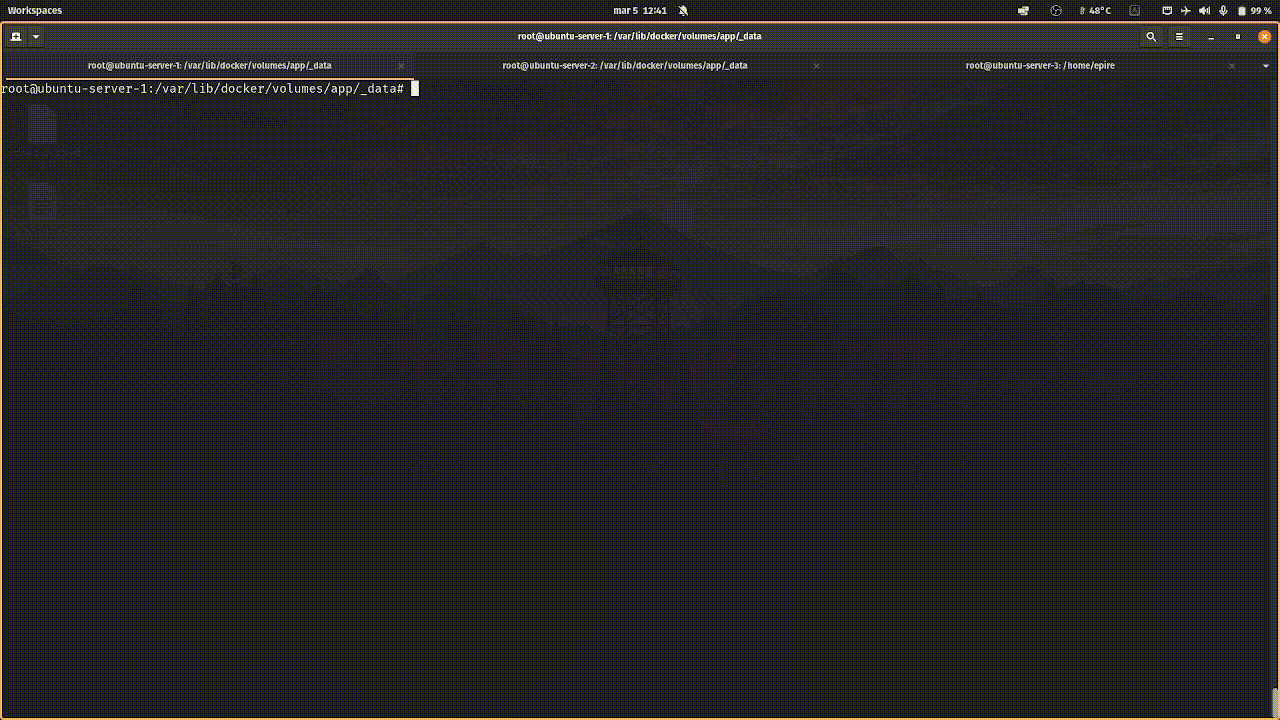 Workspaces
mar 5 12:41
48°C
A
99 %
root@ubuntu-server-1: /var/lib/docker/volumes/app/_data
root@ubuntu-server-1: /var/lib/docker/volumes/app/_data
root@ubuntu-server-2: /var/lib/docker/volumes/app/_data
root@ubuntu-server-3: /home/epire
root@ubuntu-server-1:/var/lib/docker/volumes/app/_data#